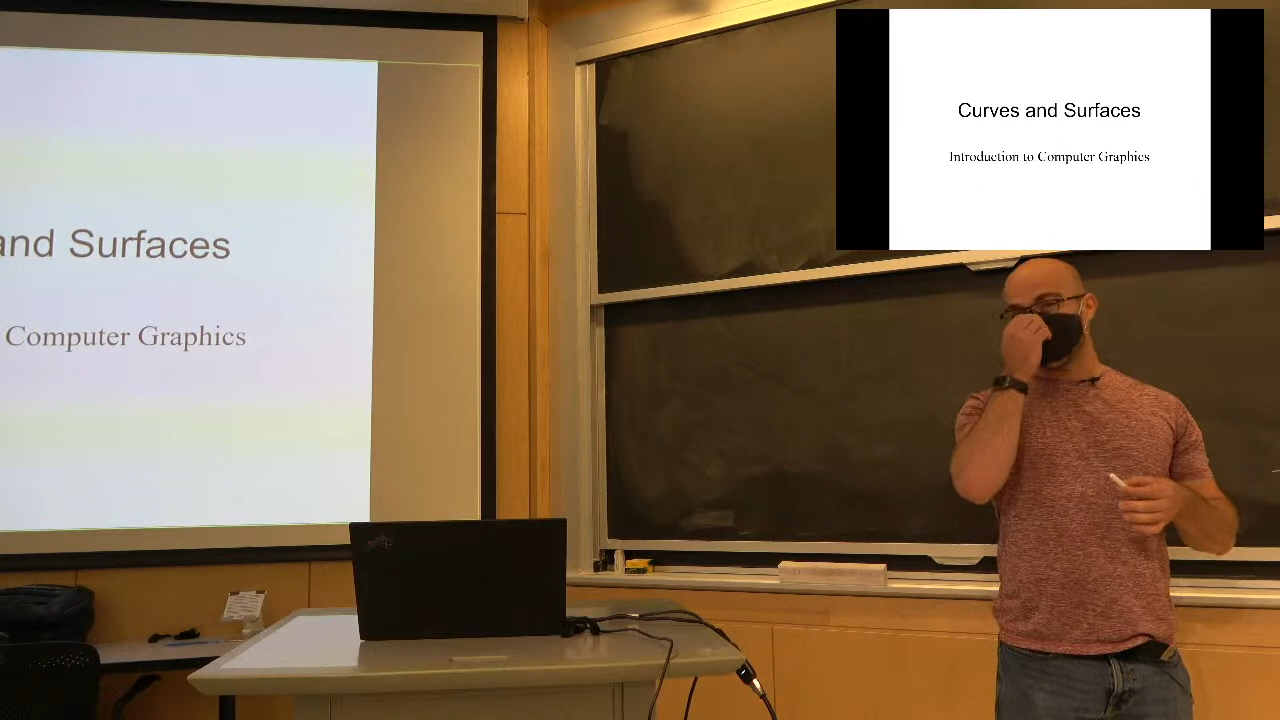 and Surfaces
Computer Graphics
Curves and Surfaces
Introduction to Computer Graphics